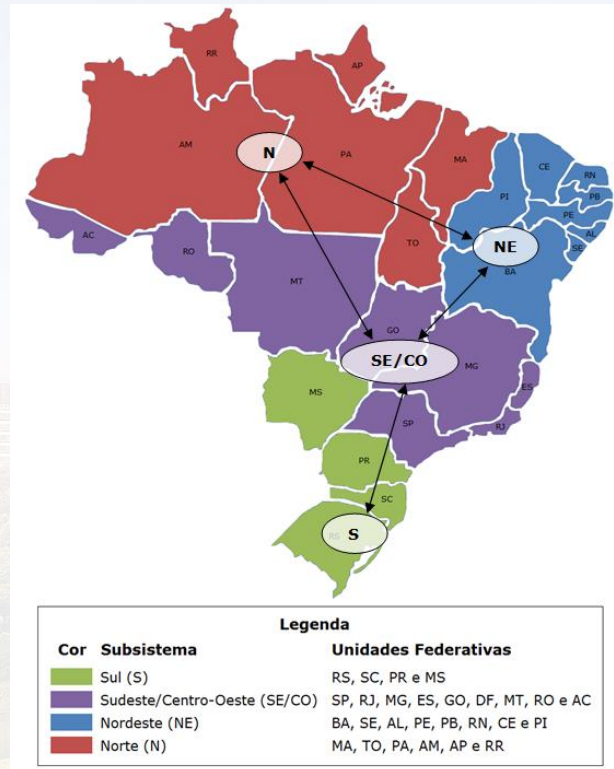 RR
AP
AM
N
PA
MA
CE
RN
PI
PB
PE
AL
SE
NE
BA
AC
RO
TO
MT
GO
SE/CO
MG
ES
MS
SP
RJ
PR
SC
RS
S
Legenda
Cor Subsistema Unidades Federativas
Sul (S) RS, SC, PR e MS
Sudeste/Centro-Oeste (SE/CO) SP, RJ, MG, ES, GO, DF, MT, RO e AC
Nordeste (NE) BA, SE, AL, PE, PB, RN, CE e PI
Norte (N) MA, TO, PA, AM, AP e RR